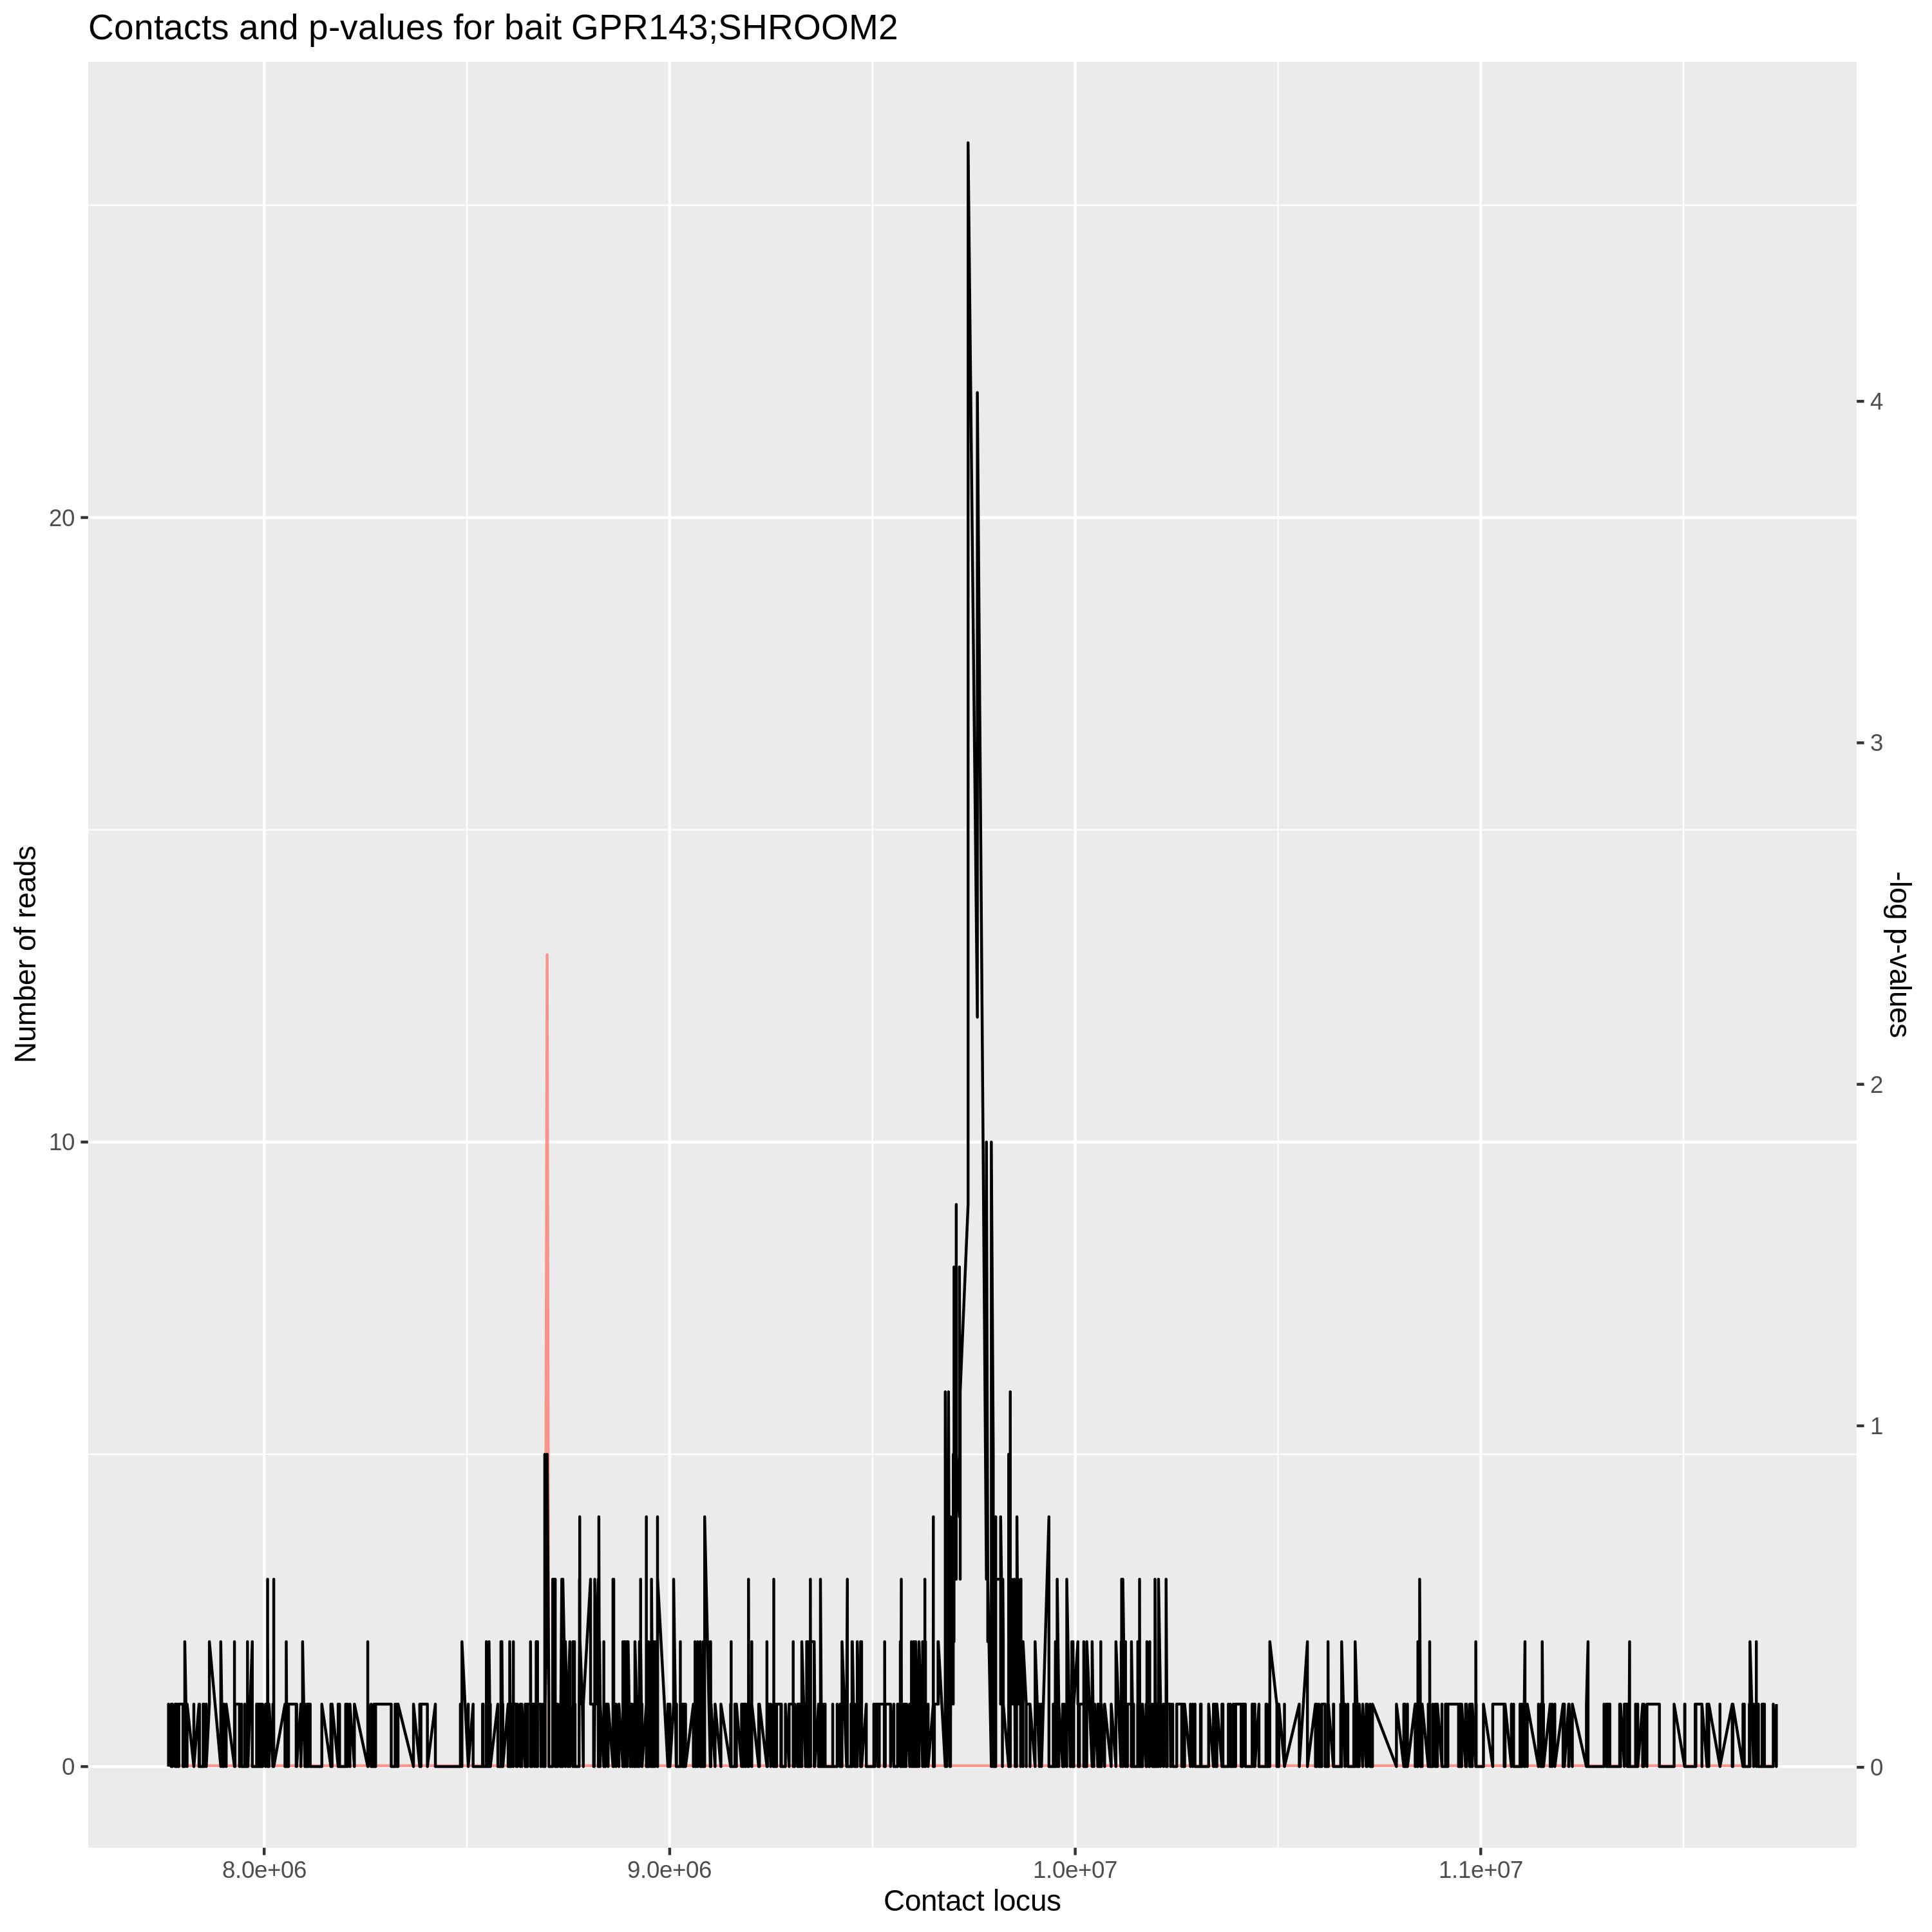 Contacts and p-values for bait GPR143;SHROOM2
Number of reads
20
10
0
4
3
2
1
0
-log p-values
8.0e+06
9.0e+06
1.0e+07
1.1e+07
Contact locus